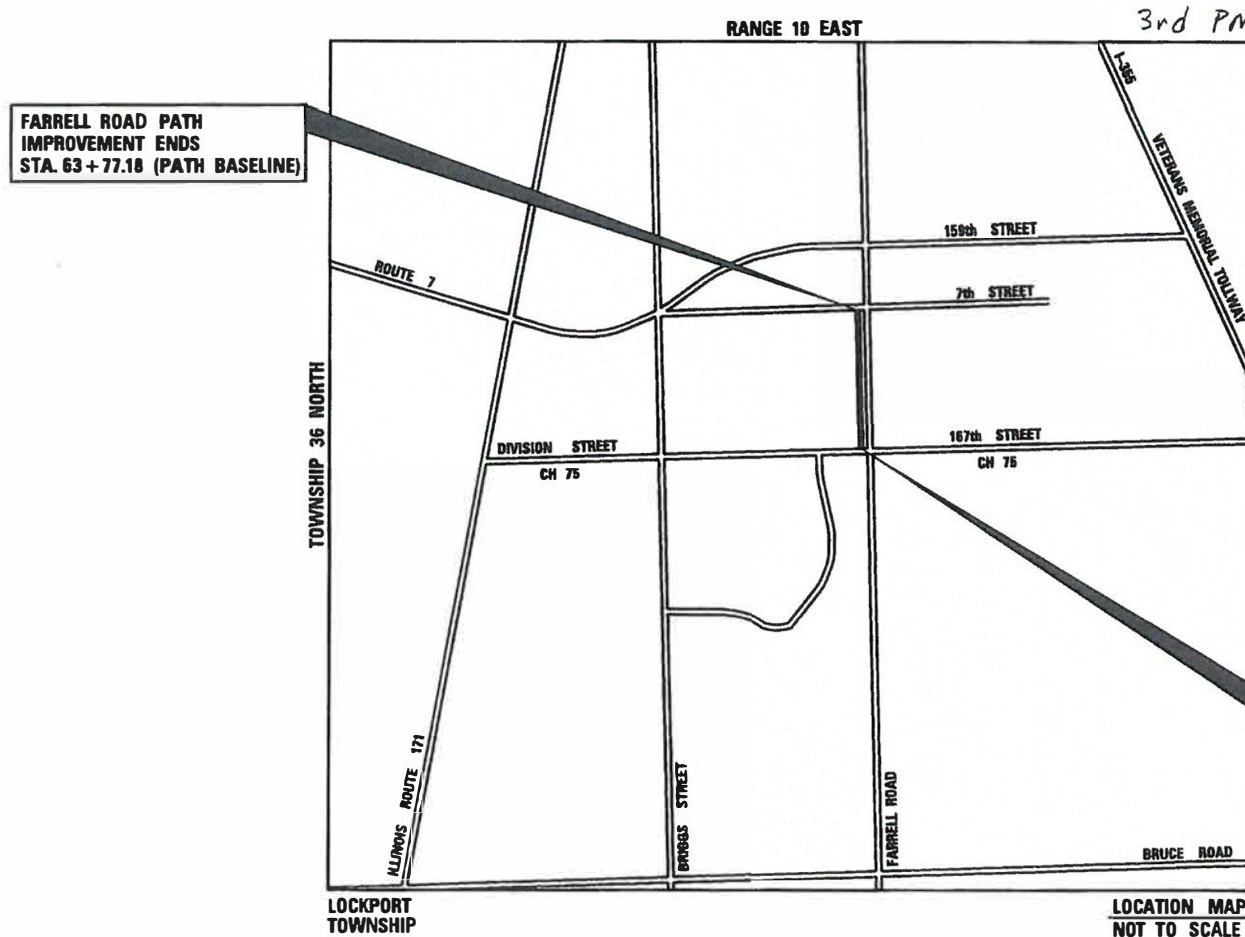 3rd PM
RANGE 10 EAST
FARRELL ROAD PATH
IMPROVEMENT ENDS
STA. 63+77.18 (PATH BASELINE)
I-355
VETERANS MEMORIAL TOLLWAY
159th STREET
ROUTE 7
7th STREET
TOWNSHIP 36 NORTH
DIVISION STREET
CH 75
167th STREET
CH 75
ILLINOIS ROUTE 171
BRIGGS STREET
FARRELL ROAD
BRUCE ROAD
LOCKPORT
TOWNSHIP
LOCATION MAP
NOT TO SCALE